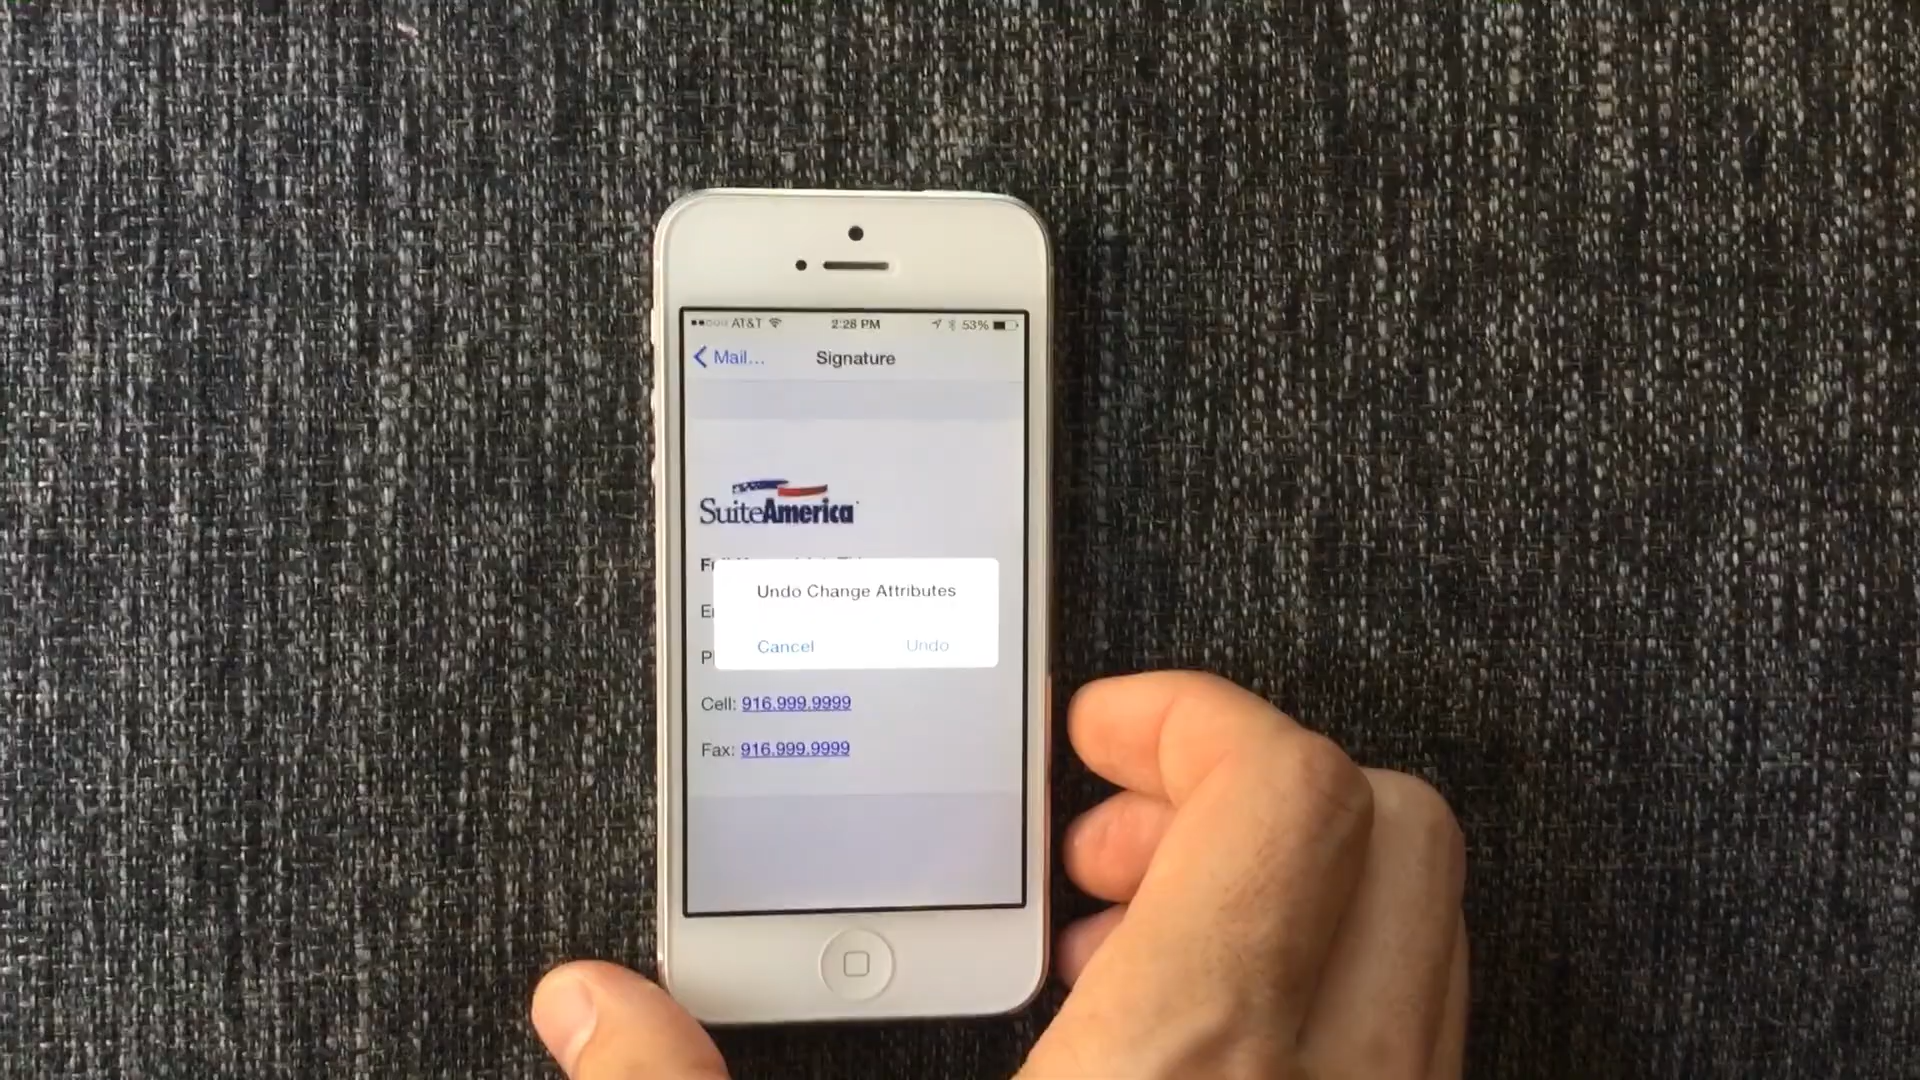 AT&T 2:28 PM 53%
Mail... Signature
SuiteAmerica
Undo Change Attributes
Cancel Undo
Cell: 916.999.9999
Fax: 916.999.9999